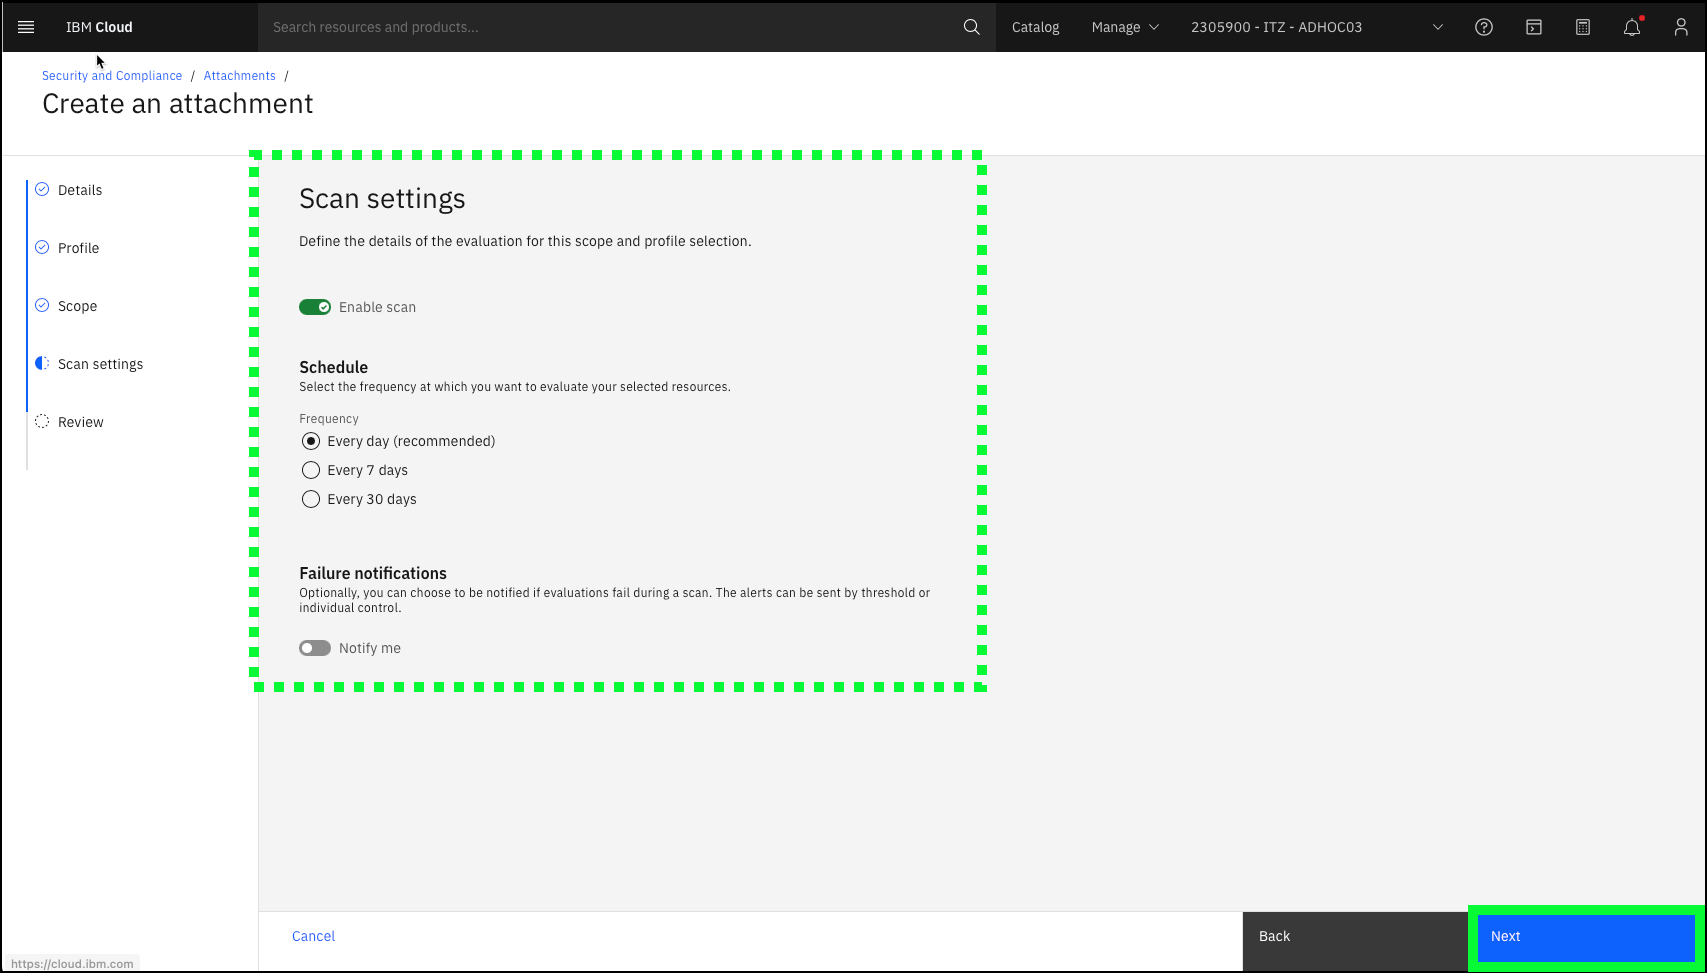 IBM Cloud
Search resources and products...
Catalog
Manage
2305900 - ITZ - ADHOC03
Security and Compliance / Attachments /
Create an attachment
Details
Profile
Scope
Scan settings
Review
Scan settings
Define the details of the evaluation for this scope and profile selection.
Enable scan
Schedule
Select the frequency at which you want to evaluate your selected resources.
Frequency
Every day (recommended)
Every 7 days
Every 30 days
Failure notifications
Optionally, you can choose to be notified if evaluations fail during a scan. The alerts can be sent by threshold or
individual control.
Notify me
Cancel
Back
Next
https://cloud.ibm.com